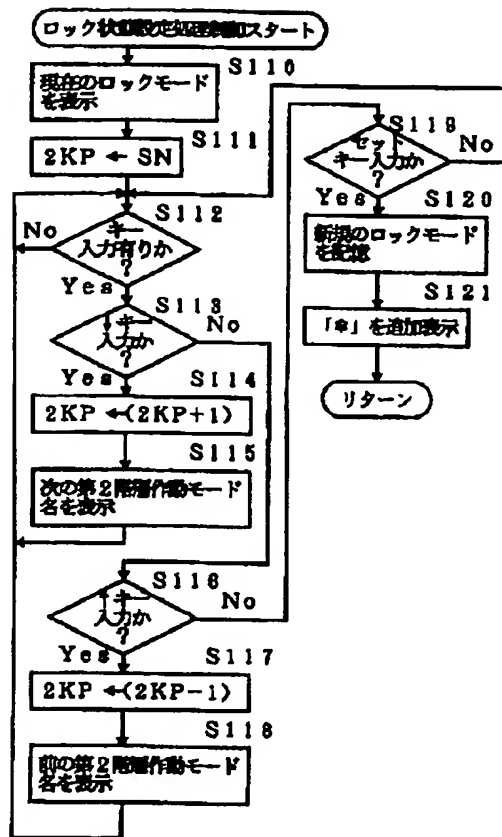 ロック状態設定処理制御スタート
S110
現在のロックモード
を表示
S111
2KP ← SN
S112
キー
入力有りか
?
No
Yes
S113
↓キー
入力か
?
No
Yes
S114
2KP ←(2KP+1)
S115
次の第2階層作動モード
名を表示
S116
↑キー
入力か
?
No
Yes
S117
2KP ←(2KP-1)
S118
前の第2階層作動モード
名を表示
S119
セット
キー入力か
?
No
Yes
S120
新規のロックモード
を記憶
S121
「*」を追加表示
リターン